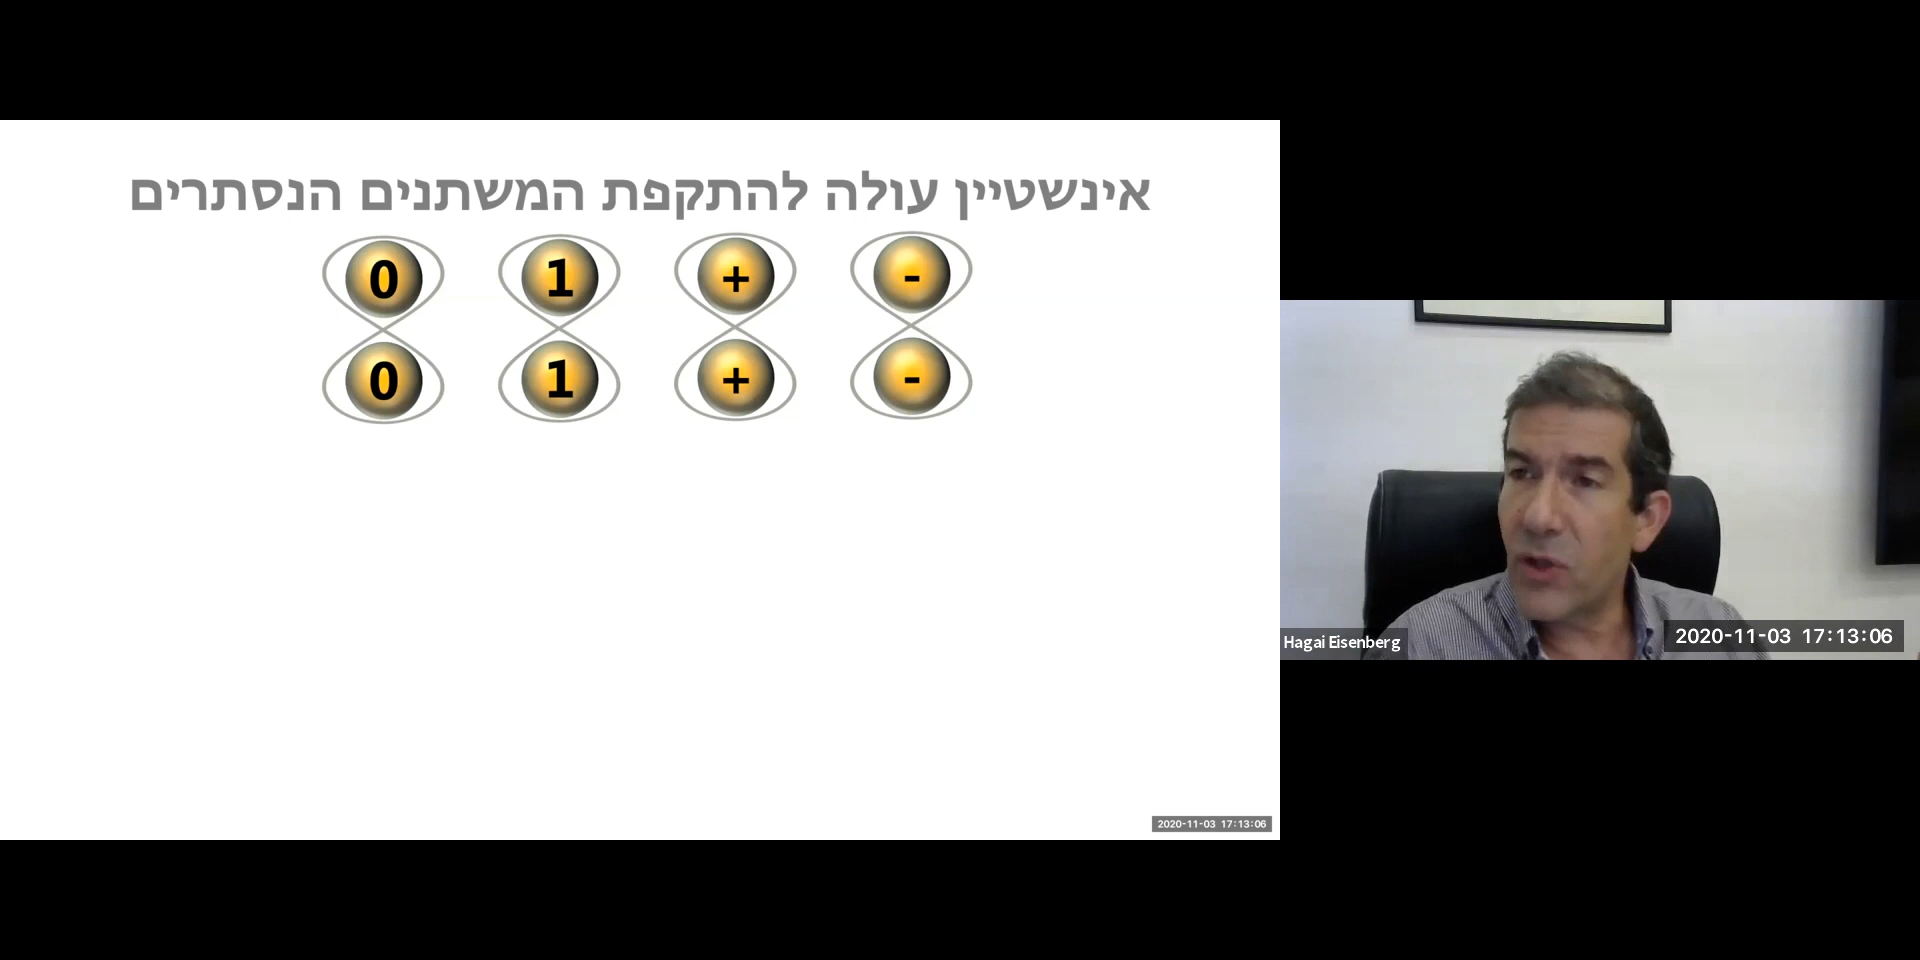 אינשטיין עולה להתקפת המשתנים הנסתרים
0 1 + -
0 1 + -
Hagai Eisenberg
2020-11-03 17:13:06
2020-11-03 17:13:06